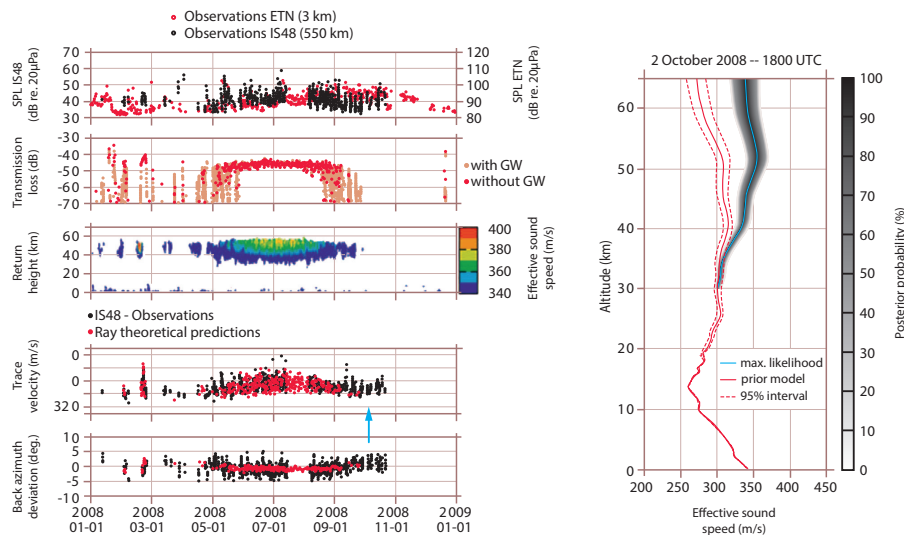 Observations ETN (3 km)
Observations IS48 (550 km)
SPL IS48
(dB re. 20μPa)
70
60
50
40
30
120
100
90
80
SPL ETN
(dB re. 20μPa)
Transmission
loss (dB)
-30
-40
-50
-60
-70
with GW
without GW
Return
height (km)
60
40
20
0
400
380
360
340
Effective sound
speed (m/s)
IS48 - Observations
Ray theoretical predictions
Trace
velocity (m/s)
0
0
320
Back azimuth
deviation (deg.)
10
5
0
-5
-10
2008 2008 2008 2008 2008 2008 2009
01-01 03-01 05-01 07-01 09-01 11-01 01-01
2 October 2008 -- 1800 UTC
Altitude (km)
60
50
40
30
20
10
0
max. likelihood
prior model
95% interval
200 250 300 350 400 450
Effective sound
speed (m/s)
100
90
80
70
60
50
40
30
20
10
0
Posterior probability (%)